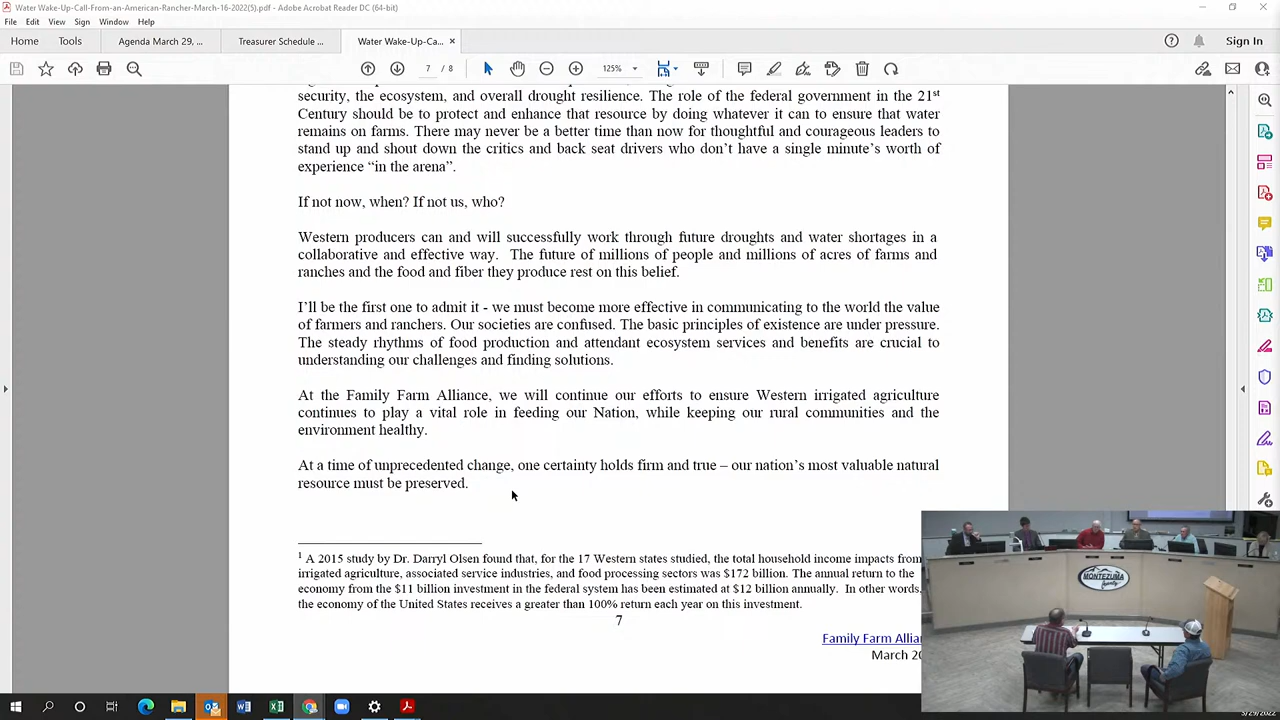 Water Wake-Up-Call-From-an-American-Rancher-March-16-2022(5).pdf - Adobe Acrobat Reader DC (64-bit)
File Edit View Sign Window Help
Home Tools Agenda March 29, ... Treasurer Schedule ... Water Wake-Up-Ca... × Sign In
7 / 8 125%
security, the ecosystem, and overall drought resilience. The role of the federal government in the 21st
Century should be to protect and enhance that resource by doing whatever it can to ensure that water
remains on farms. There may never be a better time than now for thoughtful and courageous leaders to
stand up and shout down the critics and back seat drivers who don’t have a single minute’s worth of
experience “in the arena”.
If not now, when? If not us, who?
Western producers can and will successfully work through future droughts and water shortages in a
collaborative and effective way. The future of millions of people and millions of acres of farms and
ranches and the food and fiber they produce rest on this belief.
I’ll be the first one to admit it - we must become more effective in communicating to the world the value
of farmers and ranchers. Our societies are confused. The basic principles of existence are under pressure.
The steady rhythms of food production and attendant ecosystem services and benefits are crucial to
understanding our challenges and finding solutions.
At the Family Farm Alliance, we will continue our efforts to ensure Western irrigated agriculture
continues to play a vital role in feeding our Nation, while keeping our rural communities and the
environment healthy.
At a time of unprecedented change, one certainty holds firm and true – our nation’s most valuable natural
resource must be preserved.
1 A 2015 study by Dr. Darryl Olsen found that, for the 17 Western states studied, the total household income impacts from
irrigated agriculture, associated service industries, and food processing sectors was $172 billion. The annual return to the
economy from the $11 billion investment in the federal system has been estimated at $12 billion annually. In other words,
the economy of the United States receives a greater than 100% return each year on this investment.
7
Family Farm Allian
March 20
MONTEZUMA
County
3/29/2022